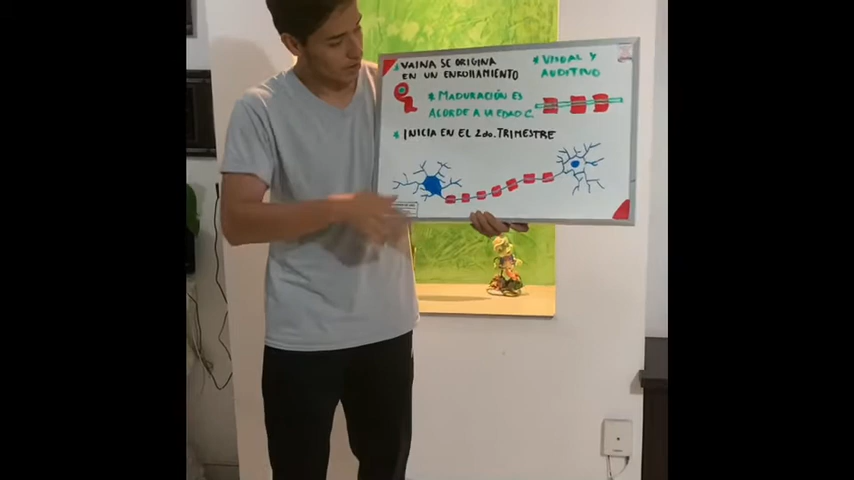 * VAINA SE ORIGINA
EN UN ENROLLAMIENTO
* VISUAL Y
AUDITIVO
* MADURACIÓN ES
ACORDE A LA EDAD C.
* INICIA EN EL 2do. TRIMESTRE